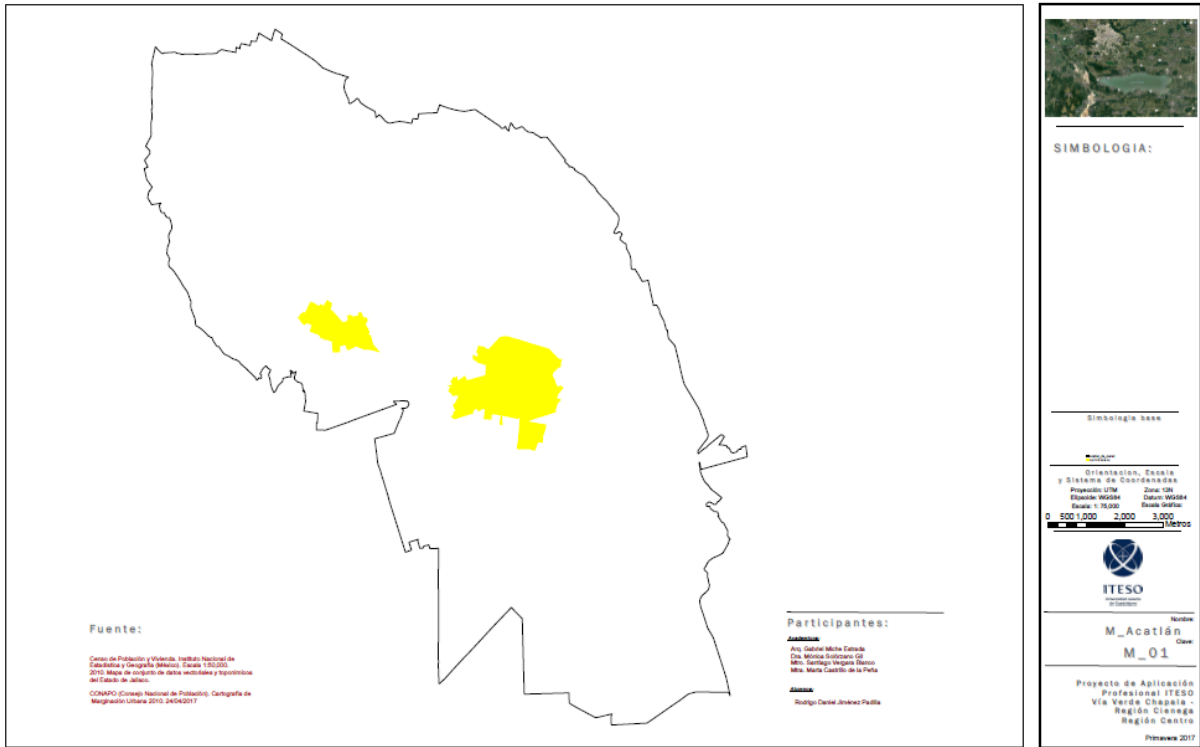 SIMBOLOGIA:
Simbologia base
Orientacion, Escala
y Sistema de Coordenadas
Proyección: UTM Zona: 13N
Elipsoide: WGS84 Datum: WGS84
Escala: 1: 75,000 Escala Gráfica:
0 500 1,000 2,000 3,000
Metros
ITESO
Nombre:
M_Acatlán
Clave:
M_01
Proyecto de Aplicación
Profesional ITESO
Vía Verde Chapala -
Región Cienega
Región Centro
Primavera 2017
Fuente:
Censo de Población y Vivienda. Instituto Nacional de
Estadística y Geografía (México). Escala 1:50,000.
2010. Mapa de conjunto de datos vectoriales y toponímicos
del Estado de Jalisco.
CONAPO (Consejo Nacional de Población). Cartografía de
Marginación Urbana 2010. 24/04/2017
Participantes:
Académicos:
Arq. Gabriel Miche Estrada
Dra. Mónica Solórzano Gil
Mtro. Santiago Vergara Blanco
Mtra. Marta Castrillo de la Peña
Alumnos:
Rodrigo Daniel Jiménez Padilla